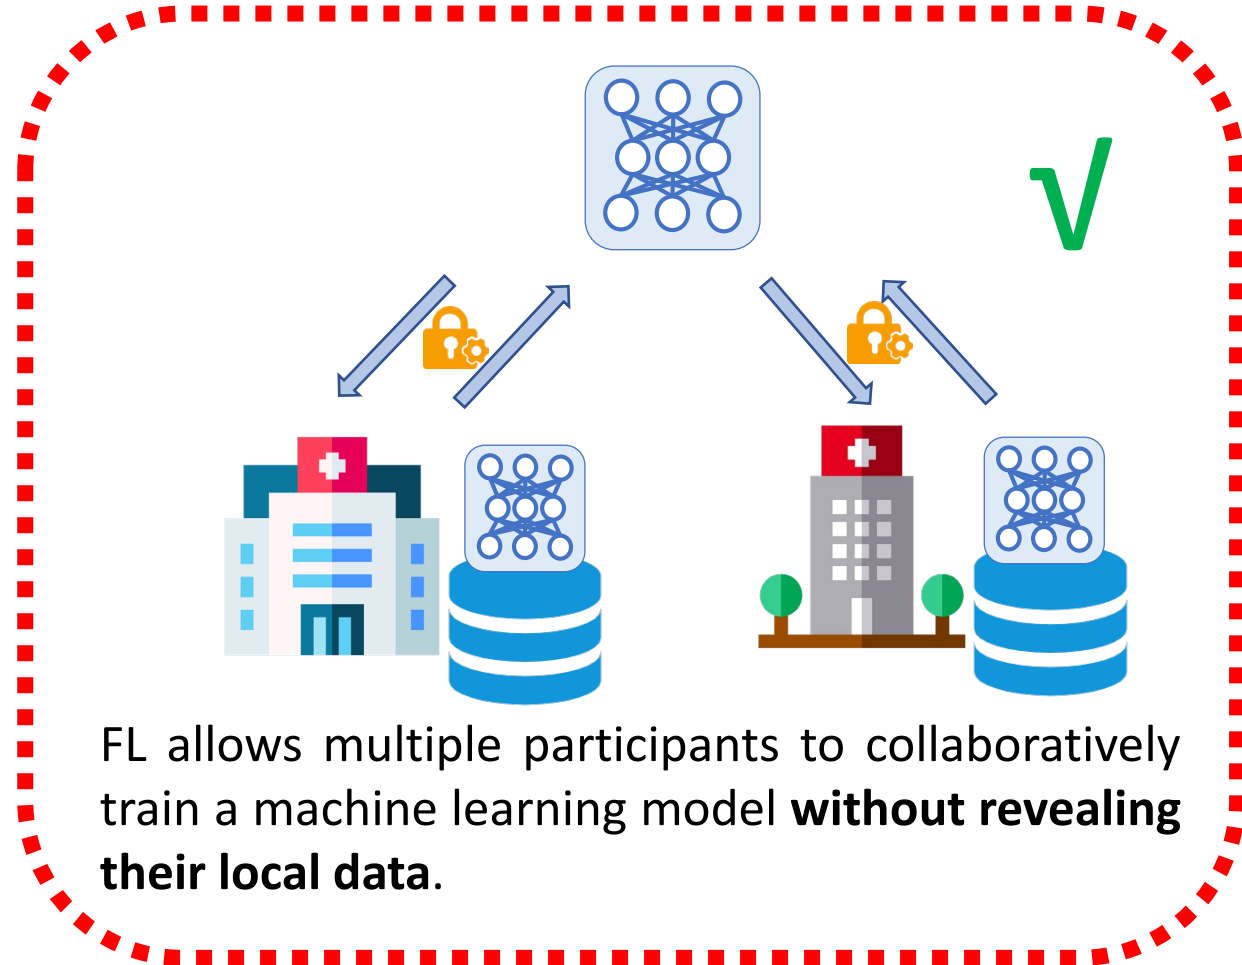 √
FL allows multiple participants to collaboratively
train a machine learning model without revealing
their local data.